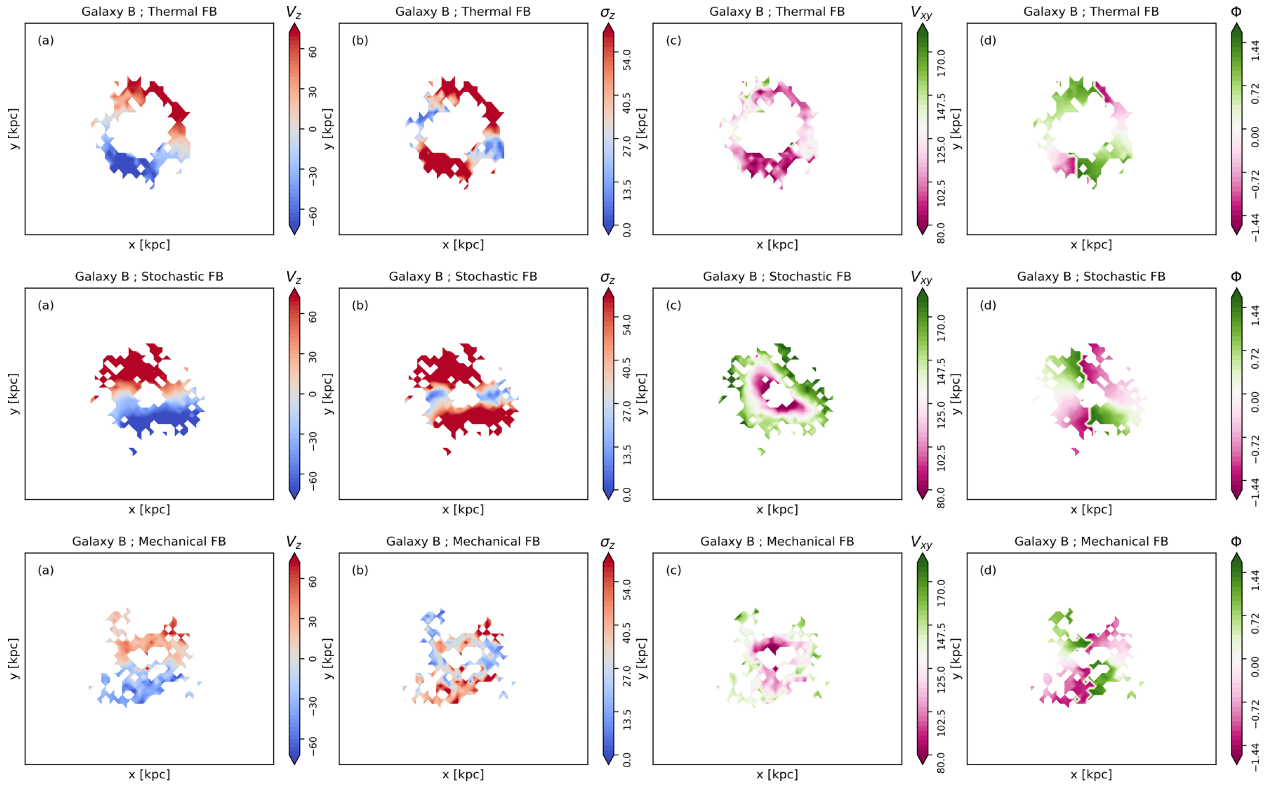 Galaxy B ; Thermal FB
V_z
(a)
y [kpc]
x [kpc]
60
30
0
−30
−60
Galaxy B ; Thermal FB
σ_z
(b)
y [kpc]
x [kpc]
54.0
40.5
27.0
13.5
0.0
Galaxy B ; Thermal FB
V_xy
(c)
y [kpc]
x [kpc]
170.0
147.5
125.0
102.5
80.0
Galaxy B ; Thermal FB
Φ
(d)
y [kpc]
x [kpc]
1.44
0.72
0.00
−0.72
−1.44
Galaxy B ; Stochastic FB
V_z
(a)
y [kpc]
x [kpc]
60
30
0
−30
−60
Galaxy B ; Stochastic FB
σ_z
(b)
y [kpc]
x [kpc]
54.0
40.5
27.0
13.5
0.0
Galaxy B ; Stochastic FB
V_xy
(c)
y [kpc]
x [kpc]
170.0
147.5
125.0
102.5
80.0
Galaxy B ; Stochastic FB
Φ
(d)
y [kpc]
x [kpc]
1.44
0.72
0.00
−0.72
−1.44
Galaxy B ; Mechanical FB
V_z
(a)
y [kpc]
x [kpc]
60
30
0
−30
−60
Galaxy B ; Mechanical FB
σ_z
(b)
y [kpc]
x [kpc]
54.0
40.5
27.0
13.5
0.0
Galaxy B ; Mechanical FB
V_xy
(c)
y [kpc]
x [kpc]
170.0
147.5
125.0
102.5
80.0
Galaxy B ; Mechanical FB
Φ
(d)
y [kpc]
x [kpc]
1.44
0.72
0.00
−0.72
−1.44